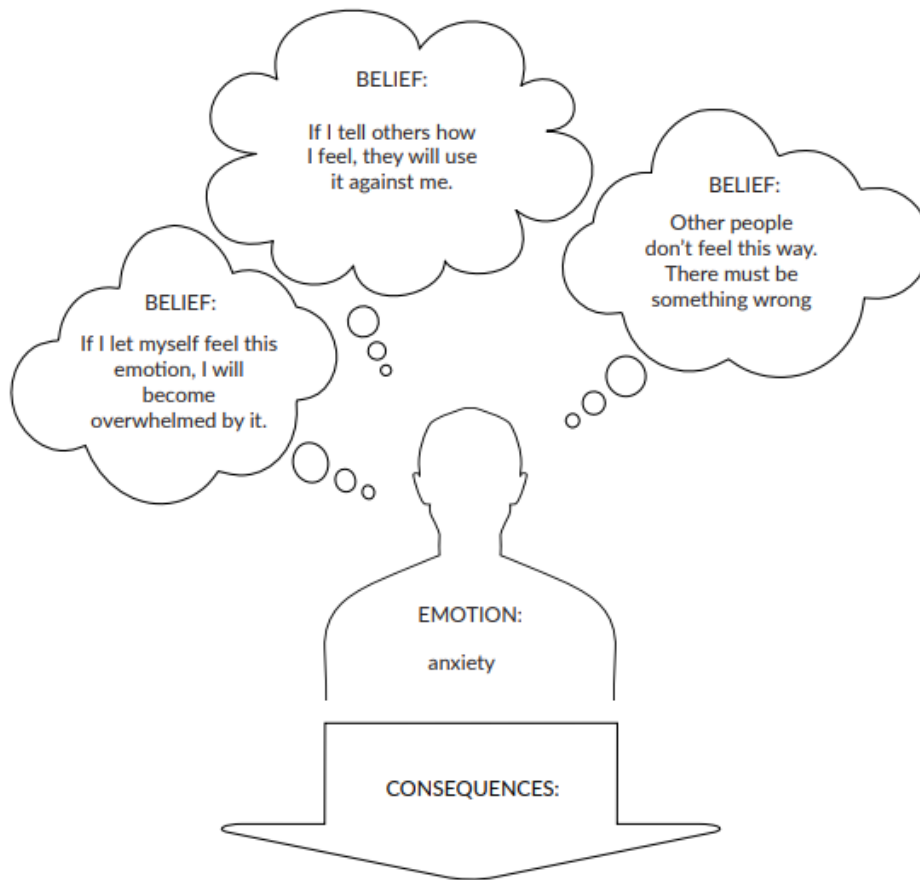 BELIEF:
If I tell others how
I feel, they will use
it against me.
BELIEF:
Other people
don’t feel this way.
There must be
something wrong
BELIEF:
If I let myself feel this
emotion, I will
become
overwhelmed by it.
EMOTION:
anxiety
CONSEQUENCES: